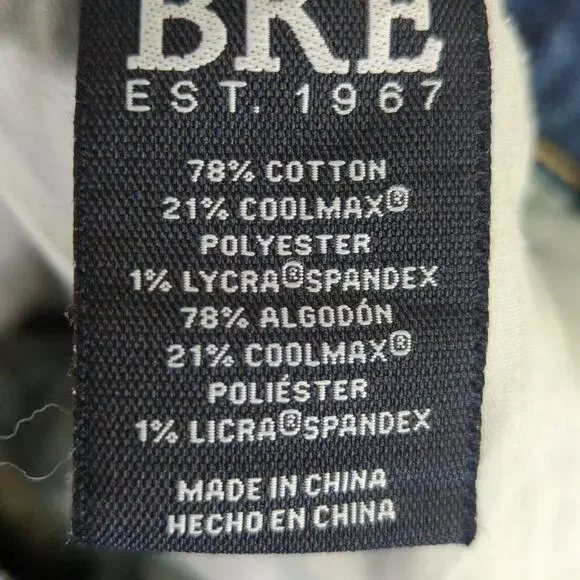 BRE
EST. 1967
78% COTTON
21% COOLMAX®
POLYESTER
1% LYCRA®SPANDEX
78% ALGODÓN
21% COOLMAX®
POLIÉSTER
1% LICRA®SPANDEX
MADE IN CHINA
HECHO EN CHINA